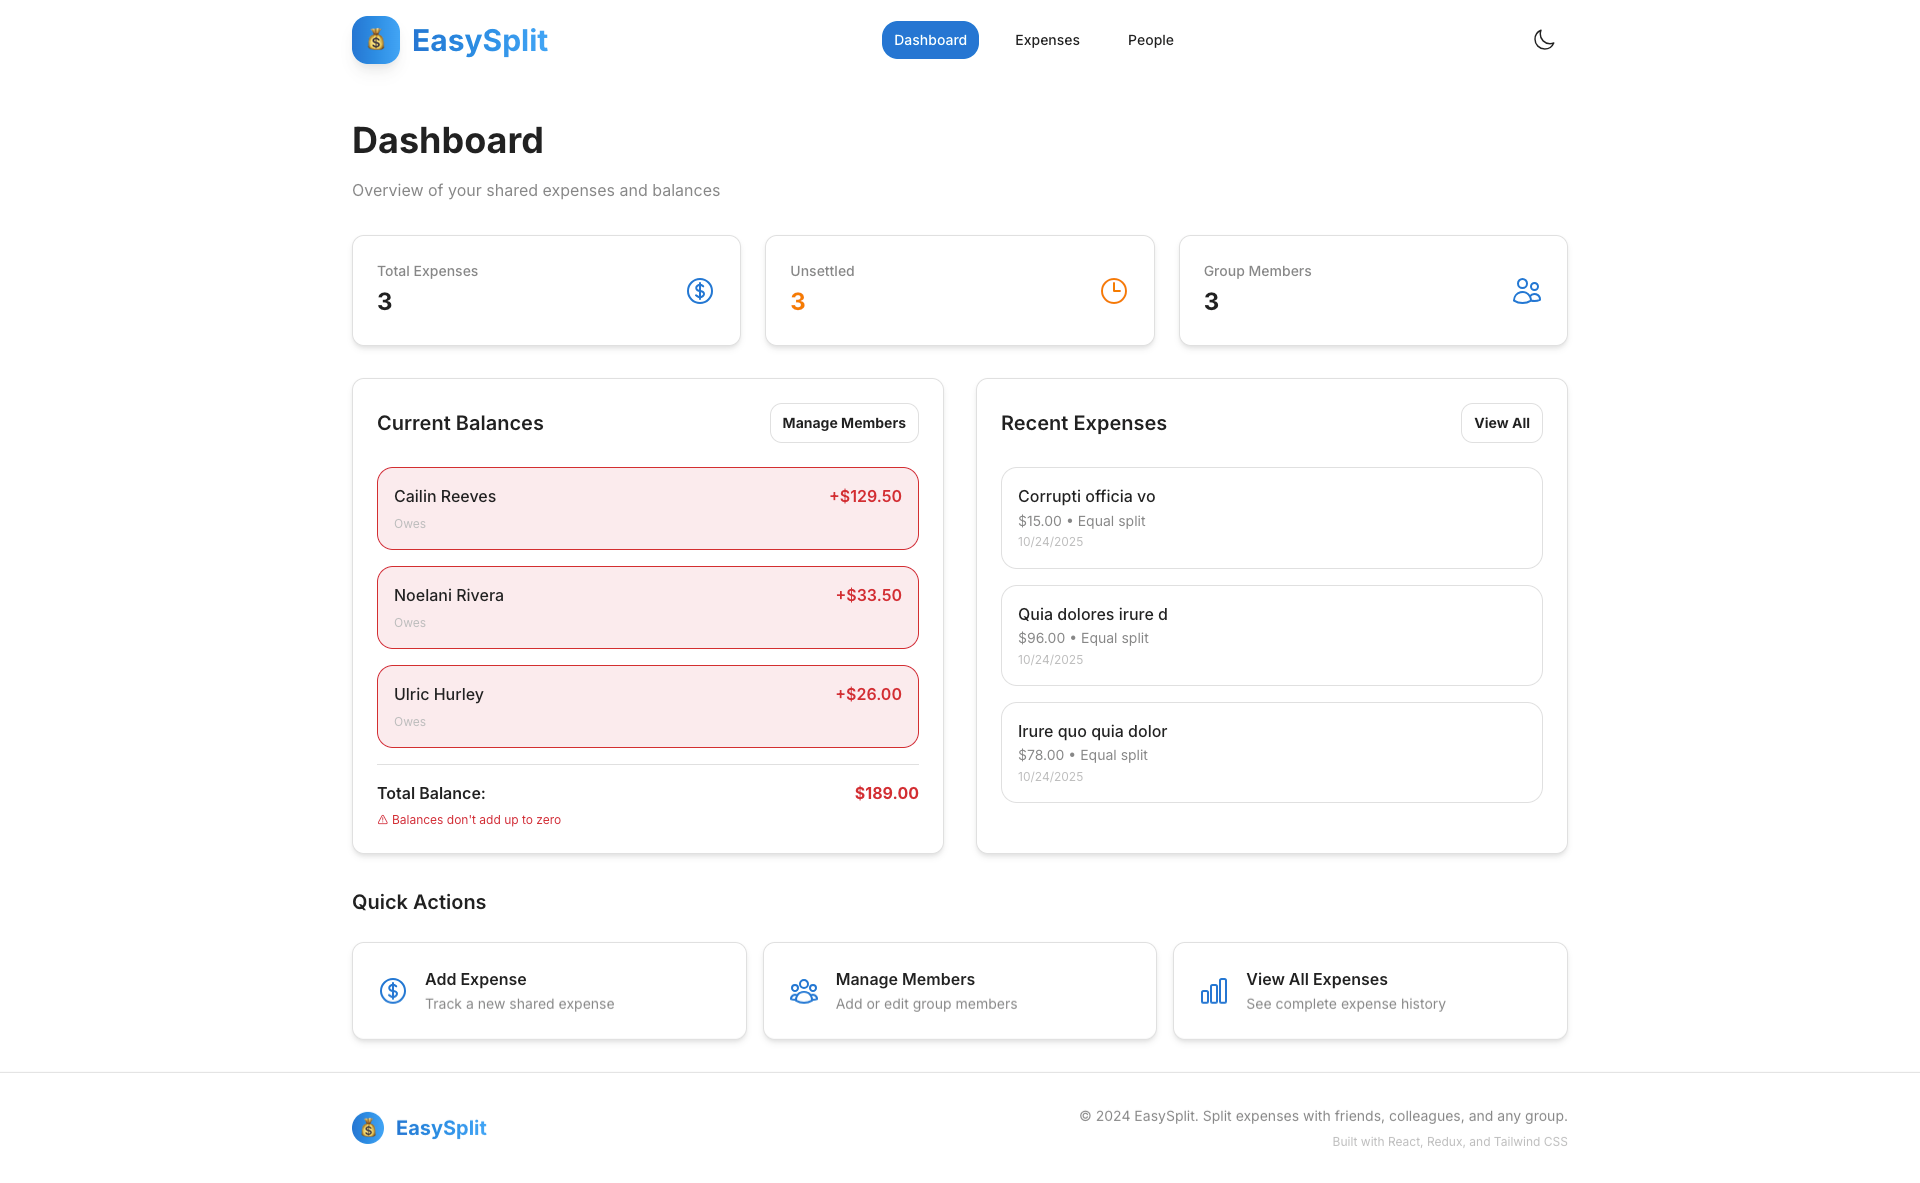 EasySplit
Dashboard
Expenses
People
Dashboard
Overview of your shared expenses and balances
Total Expenses
3
Unsettled
3
Group Members
3
Current Balances
Manage Members
Cailin Reeves
+$129.50
Owes
Noelani Rivera
+$33.50
Owes
Ulric Hurley
+$26.00
Owes
Total Balance:
$189.00
⚠ Balances don't add up to zero
Recent Expenses
View All
Corrupti officia vo
$15.00 • Equal split
10/24/2025
Quia dolores irure d
$96.00 • Equal split
10/24/2025
Irure quo quia dolor
$78.00 • Equal split
10/24/2025
Quick Actions
Add Expense
Track a new shared expense
Manage Members
Add or edit group members
View All Expenses
See complete expense history
EasySplit
© 2024 EasySplit. Split expenses with friends, colleagues, and any group.
Built with React, Redux, and Tailwind CSS